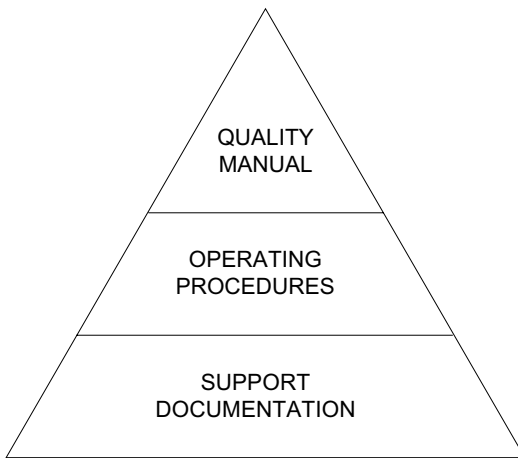 QUALITY
MANUAL
OPERATING
PROCEDURES
SUPPORT
DOCUMENTATION